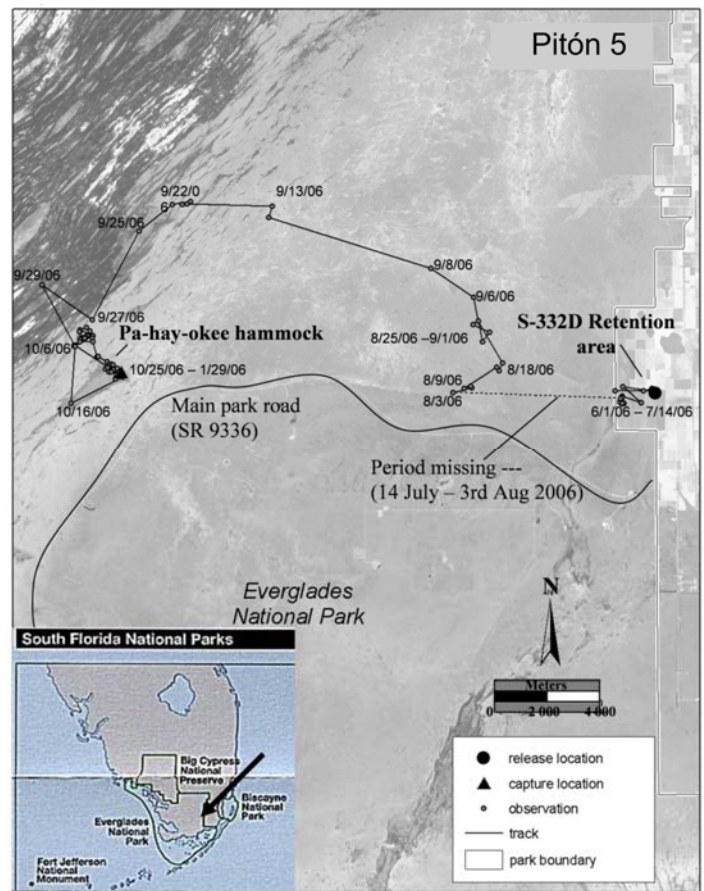 Pitón 5
9/22/0
6
9/13/06
9/25/06
9/8/06
9/29/06
9/6/06
9/27/06
S-332D Retention
area
Pa-hay-okee hammock
8/25/06 –9/1/06
10/6/06
10/25/06 – 1/29/06
8/18/06
8/9/06
8/3/06
6/1/06 – 7/14/06
10/16/06
Main park road
(SR 9336)
Period missing ---
(14 July – 3rd Aug 2006)
Everglades
National Park
N
Meters
0 2 000 4 000
South Florida National Parks
Big Cypress
National
Preserve
Biscayne
National
Park
Everglades
National
Park
Fort Jefferson
National
Monument
release location
capture location
observation
track
park boundary